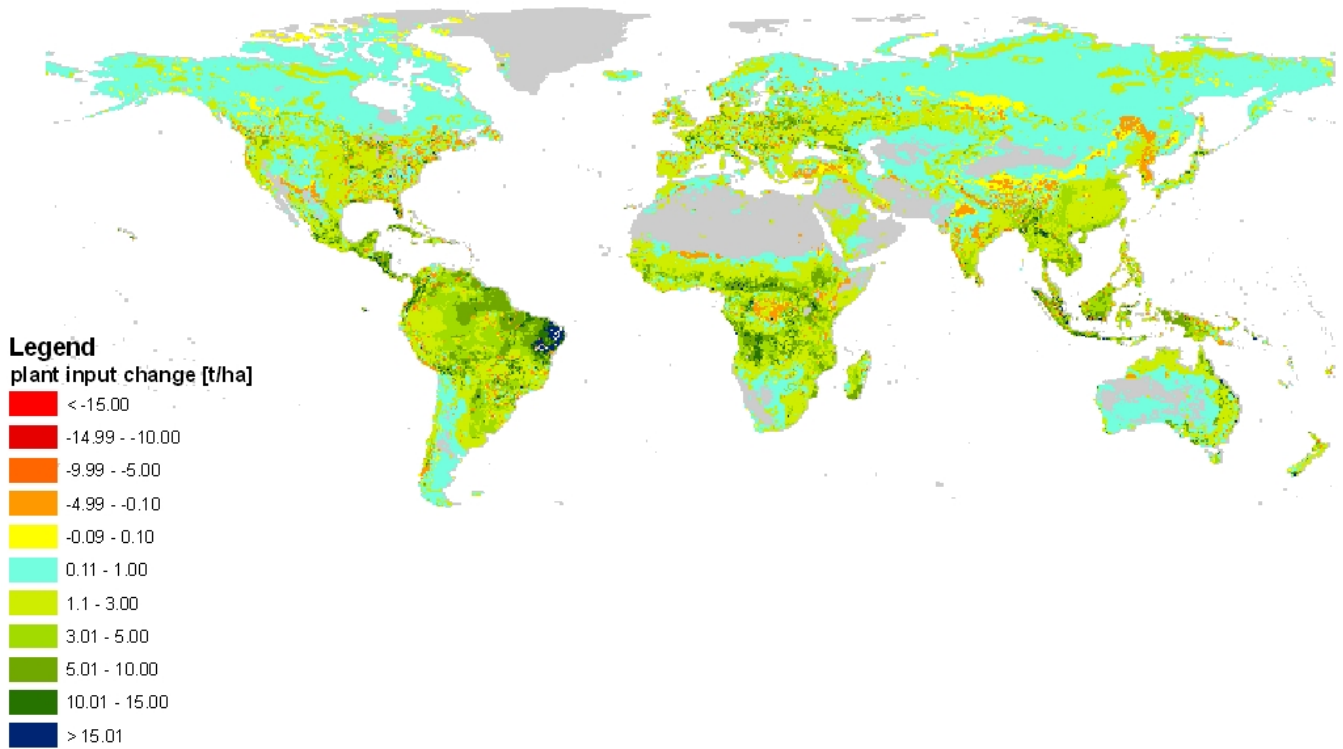 Legend
plant input change [t/ha]
< -15.00
-14.99 - -10.00
-9.99 - -5.00
-4.99 - -0.10
-0.09 - 0.10
0.11 - 1.00
1.1 - 3.00
3.01 - 5.00
5.01 - 10.00
10.01 - 15.00
> 15.01